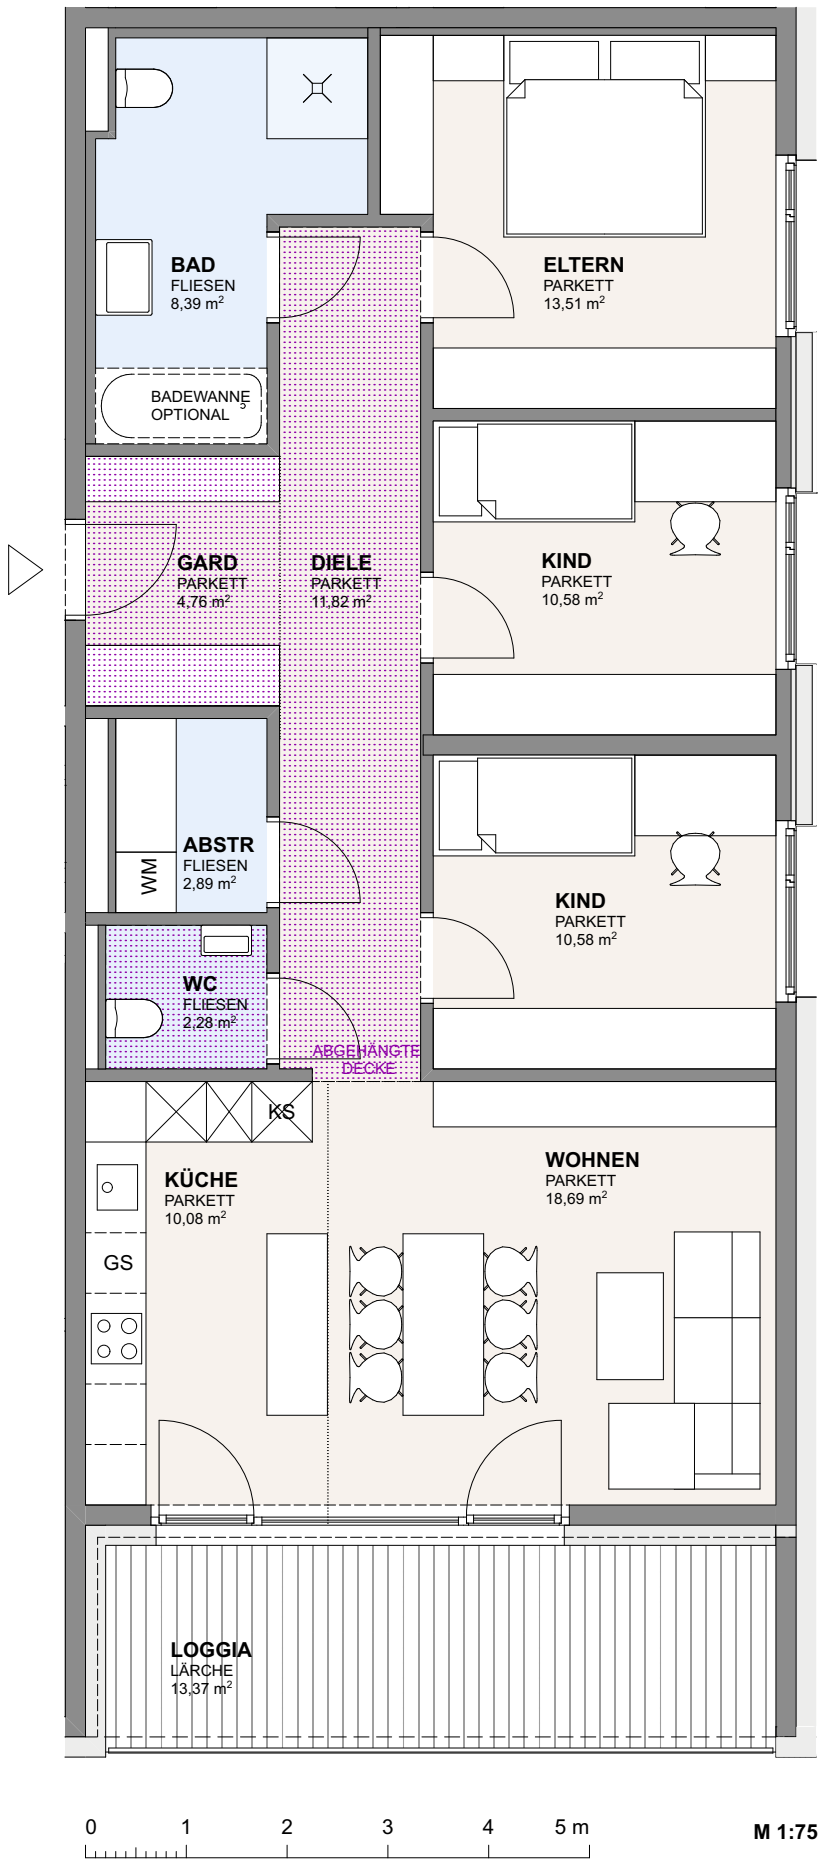 BAD
FLIESEN
8,39 m²
ELTERN
PARKETT
13,51 m²
BADEWANNE
OPTIONAL
5
GARD
PARKETT
4,76 m²
DIELE
PARKETT
11,82 m²
KIND
PARKETT
10,58 m²
ABSTR
FLIESEN
2,89 m²
WM
KIND
PARKETT
10,58 m²
WC
FLIESEN
2,28 m²
ABGEHÄNGTE
DECKE
KS
KÜCHE
PARKETT
10,08 m²
WOHNEN
PARKETT
18,69 m²
GS
LOGGIA
LÄRCHE
13,37 m²
0 1 2 3 4 5 m
M 1:75